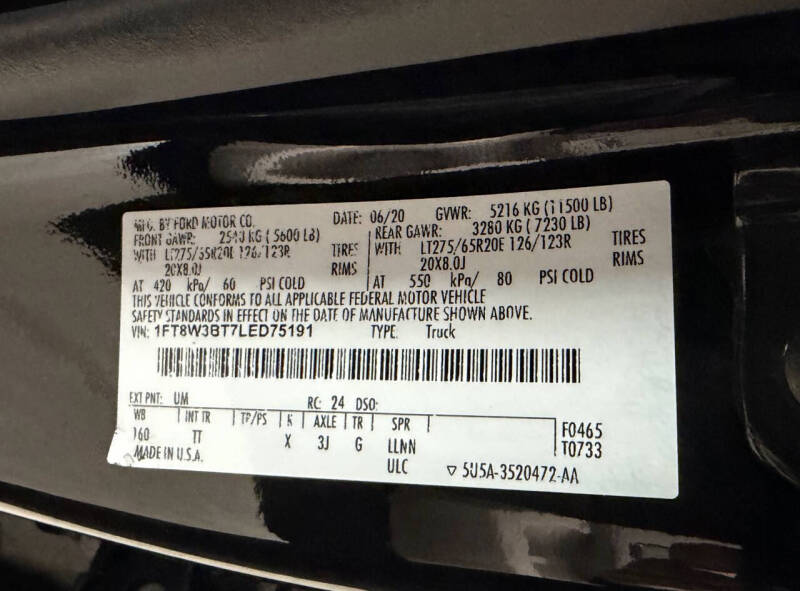 MFG. BY FORD MOTOR CO. DATE: 06/20 GVWR: 5216 KG (11500 LB)
FRONT GAWR: 2540 KG (5600 LB) REAR GAWR: 3280 KG (7230 LB)
WITH LT275/65R20E 126/123R TIRES WITH LT275/65R20E 126/123R TIRES
20X8.0J RIMS 20X8.0J RIMS
AT 420 kPa/ 60 PSI COLD AT 550 kPa/ 80 PSI COLD
THIS VEHICLE CONFORMS TO ALL APPLICABLE FEDERAL MOTOR VEHICLE
SAFETY STANDARDS IN EFFECT ON THE DATE OF MANUFACTURE SHOWN ABOVE.
VIN: 1FT8W3BT7LED75191 TYPE: Truck
EXT PNT: UM RC: 24 DSO:
WB INT TR TP/PS R AXLE TR SPR F0465
160 TT X 3J G LLNN T0733
MADE IN U.S.A. ULC ▽ 5U5A-3520472-AA